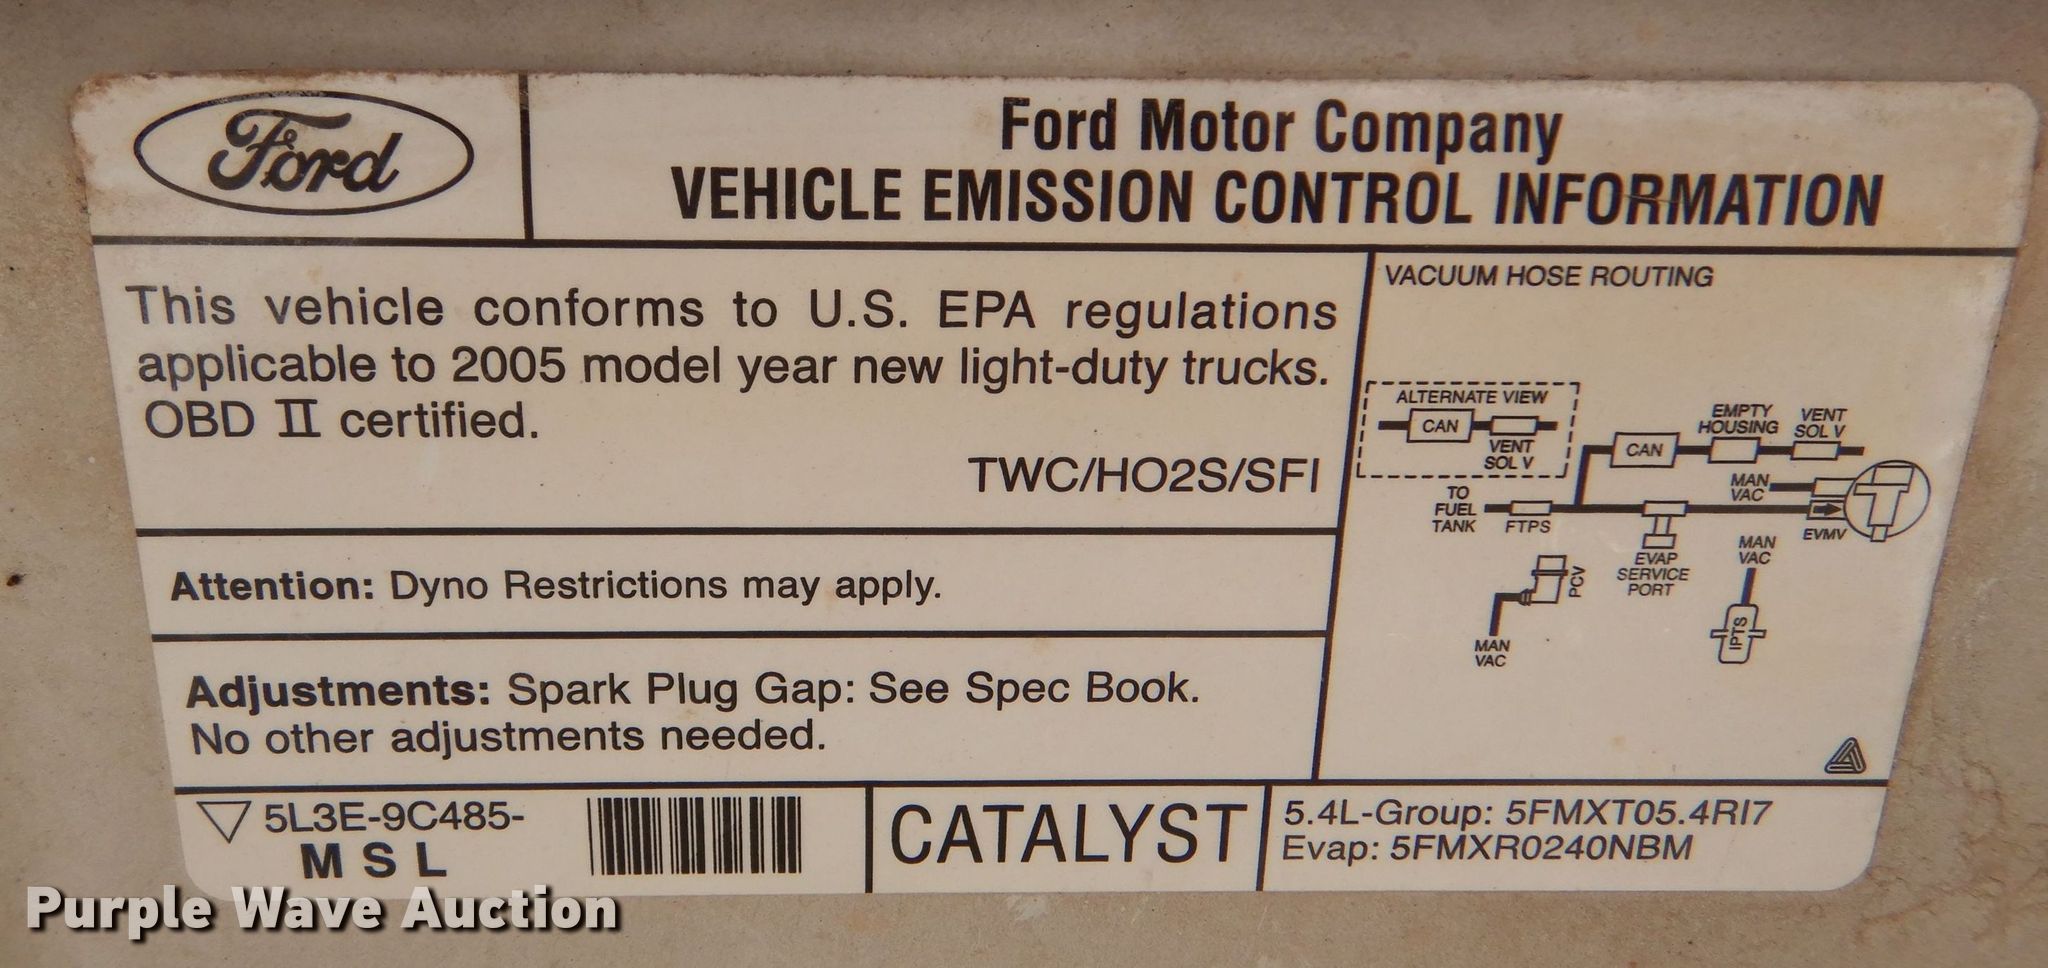 Ford
Ford Motor Company
VEHICLE EMISSION CONTROL INFORMATION
This vehicle conforms to U.S. EPA regulations
applicable to 2005 model year new light-duty trucks.
OBD II certified.
TWC/HO2S/SFI
Attention: Dyno Restrictions may apply.
Adjustments: Spark Plug Gap: See Spec Book.
No other adjustments needed.
VACUUM HOSE ROUTING
ALTERNATE VIEW
CAN
VENT
SOL V
CAN
EMPTY
HOUSING
VENT
SOL V
MAN
VAC
TO
FUEL
TANK
FTPS
EVMV
EVAP
SERVICE
PORT
MAN
VAC
PCV
MAN
VAC
IPTS
5L3E-9C485-
M S L
CATALYST
5.4L-Group: 5FMXT05.4RI7
Evap: 5FMXR0240NBM
Purple Wave Auction